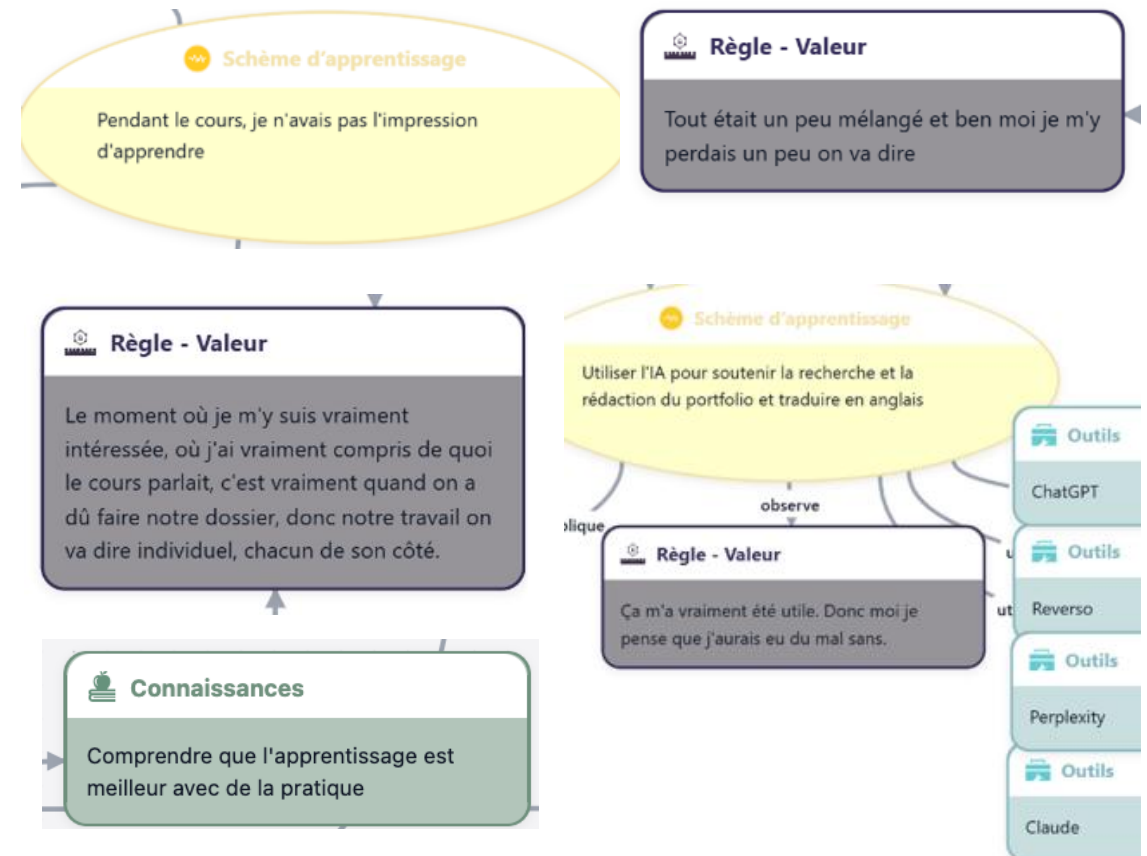 Schème d'apprentissage
Pendant le cours, je n'avais pas l'impression
d'apprendre
Règle - Valeur
Tout était un peu mélangé et ben moi je m'y
perdais un peu on va dire
Règle - Valeur
Le moment où je m'y suis vraiment
intéressée, où j'ai vraiment compris de quoi
le cours parlait, c'est vraiment quand on a
dû faire notre dossier, donc notre travail on
va dire individuel, chacun de son côté.
Schème d'apprentissage
Utiliser l'IA pour soutenir la recherche et la
rédaction du portfolio et traduire en anglais
observe
plique
Règle - Valeur
Ça m'a vraiment été utile. Donc moi je
pense que j'aurais eu du mal sans.
Outils
ChatGPT
u
Outils
ut
Reverso
Outils
Perplexity
Outils
Claude
Connaissances
Comprendre que l'apprentissage est
meilleur avec de la pratique